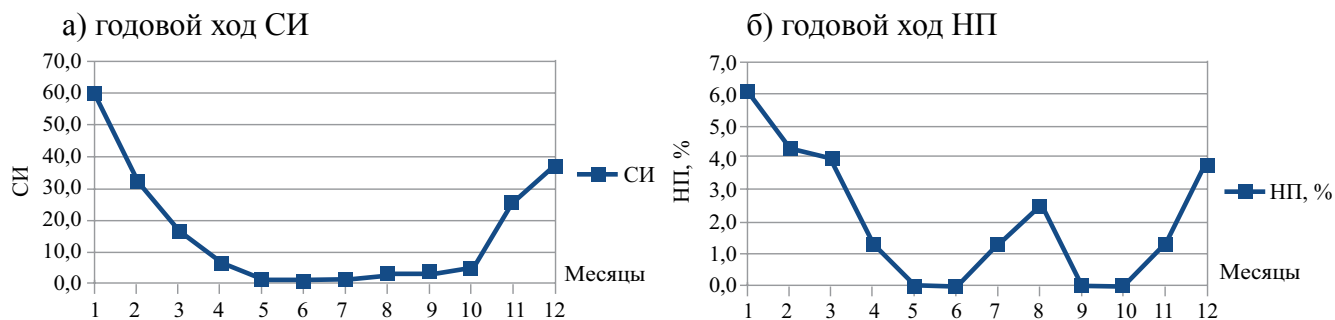 а) годовой ход СИ
70,0
60,0
50,0
40,0
30,0
20,0
10,0
0,0
СИ
1 2 3 4 5 6 7 8 9 10 11 12
Месяцы
СИ
б) годовой ход НП
7,0
6,0
5,0
4,0
3,0
2,0
1,0
0,0
НП, %
1 2 3 4 5 6 7 8 9 10 11 12
Месяцы
НП, %